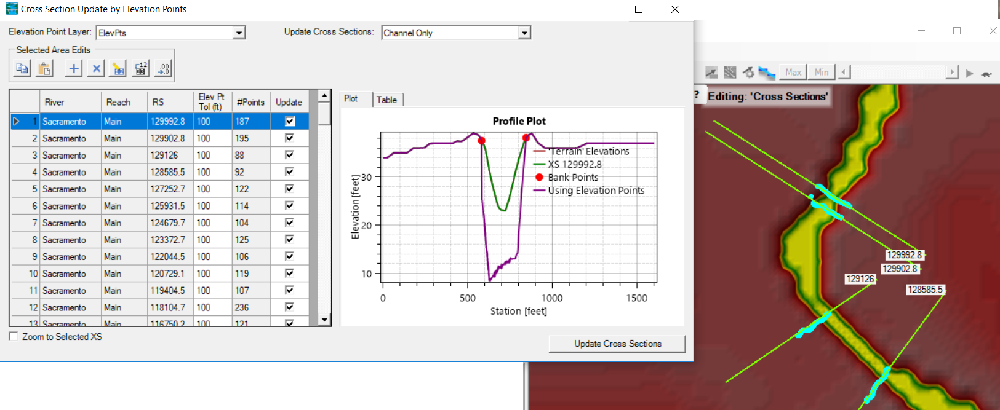 Cross Section Update by Elevation Points
Elevation Point Layer: ElevPts Update Cross Sections: Channel Only
Selected Area Edits
River Reach RS Elev Pt Tol (ft) #Points Update
1 Sacramento Main 129992.8 100 187
2 Sacramento Main 129902.8 100 195
3 Sacramento Main 129126 100 88
4 Sacramento Main 128585.5 100 92
5 Sacramento Main 127252.7 100 122
6 Sacramento Main 125931.5 100 114
7 Sacramento Main 124679.7 100 104
8 Sacramento Main 123372.7 100 125
9 Sacramento Main 122044.5 100 106
10 Sacramento Main 120729.1 100 119
11 Sacramento Main 119404.5 100 107
12 Sacramento Main 118104.7 100 236
13 Sacramento Main 116750.2 100 121
Zoom to Selected XS
Plot Table
Profile Plot
'Terrain' Elevations
XS 129992.8
Bank Points
Using Elevation Points
Elevation [feet]
30
20
10
0 500 1000 1500
Station [feet]
Update Cross Sections
Max Min
? Editing: 'Cross Sections'
129992.8
129902.8
129126
128585.5